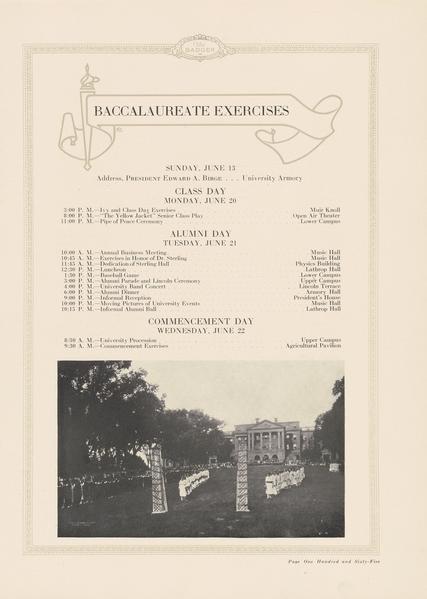 The
BADGER
BACCALAUREATE EXERCISES
SUNDAY, JUNE 13
Address, PRESIDENT EDWARD A. BIRGE . . . University Armory
CLASS DAY
MONDAY, JUNE 20
3:00 P. M.—Ivy and Class Day Exercises Muir Knoll
8:00 P. M.—"The Yellow Jacket" Senior Class Play Open Air Theater
11:00 P. M.—Pipe of Peace Ceremony Lower Campus
ALUMNI DAY
TUESDAY, JUNE 21
10:00 A. M.—Annual Business Meeting Music Hall
10:45 A. M.—Exercises in Honor of Dr. Sterling Music Hall
11:45 A. M.—Dedication of Sterling Hall Physics Building
12:30 P. M.—Luncheon Lathrop Hall
1:30 P. M.—Baseball Game Lower Campus
3:00 P. M.—Alumni Parade and Lincoln Ceremony Upper Campus
4:00 P. M.—University Band Concert Lincoln Terrace
6:00 P. M.—Alumni Dinner Armory Hall
9:00 P. M.—Informal Reception President's House
10:00 P. M.—Moving Pictures of University Events Music Hall
10:15 P. M.—Informal Alumni Ball Lathrop Hall
COMMENCEMENT DAY
WEDNESDAY, JUNE 22
8:30 A. M.—University Procession Upper Campus
9:30 A. M.—Commencement Exercises Agricultural Pavilion
Page One Hundred and Sixty-Five